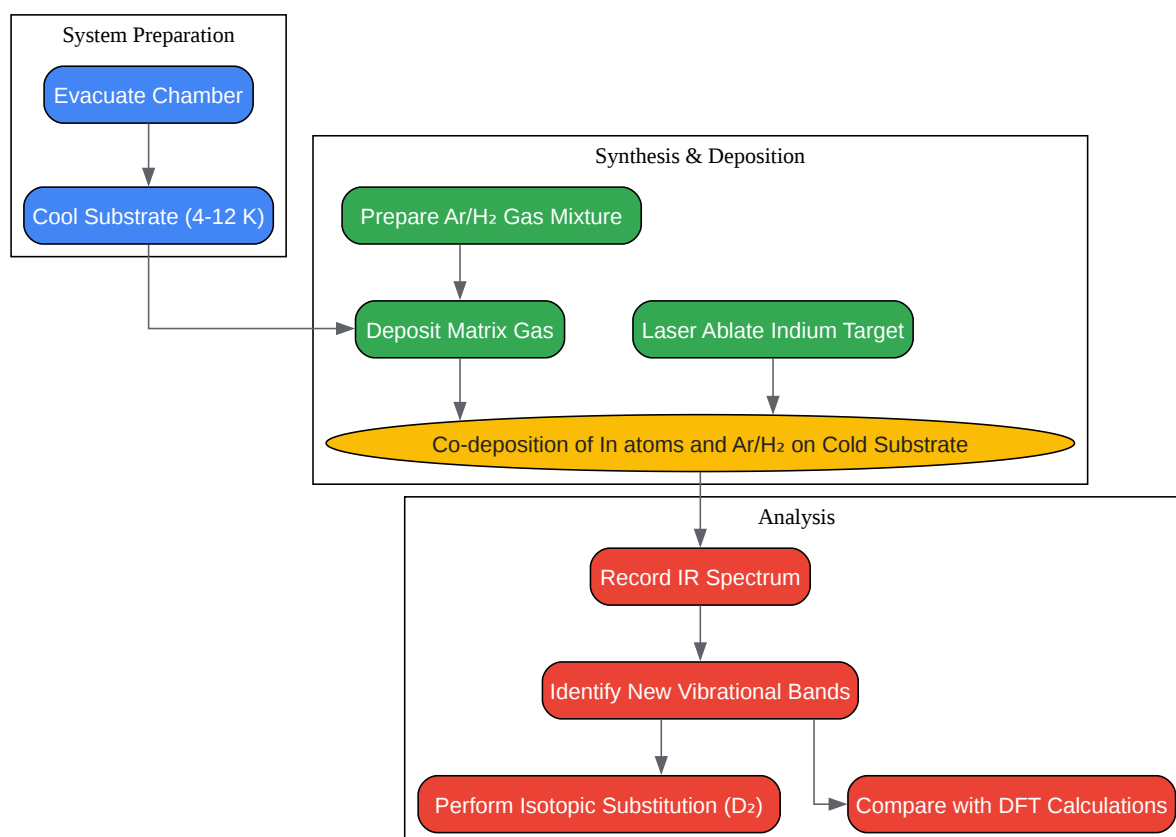 System Preparation
Evacuate Chamber
Cool Substrate (4-12 K)
Synthesis & Deposition
Prepare Ar/H₂ Gas Mixture
Deposit Matrix Gas
Laser Ablate Indium Target
Co-deposition of In atoms and Ar/H₂ on Cold Substrate
Analysis
Record IR Spectrum
Identify New Vibrational Bands
Perform Isotopic Substitution (D₂)
Compare with DFT Calculations